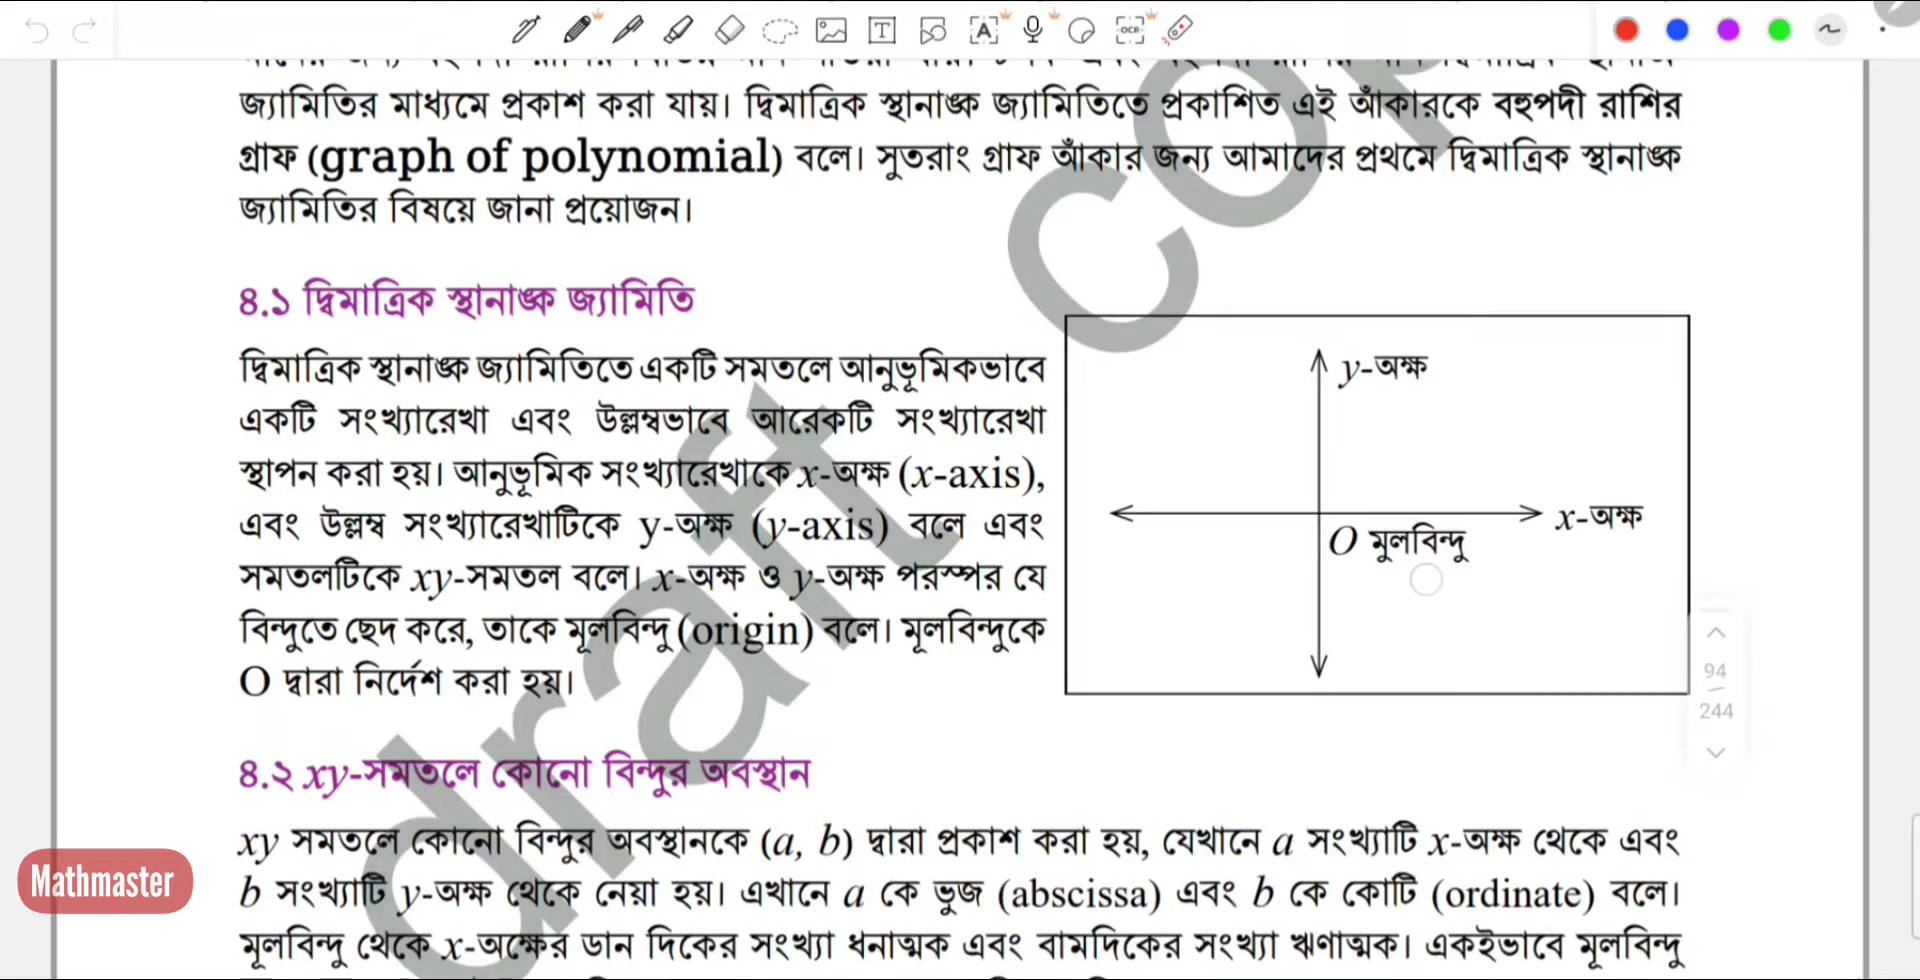 জ্যামিতির মাধ্যমে প্রকাশ করা যায়। দ্বিমাত্রিক স্থানাঙ্ক জ্যামিতিতে প্রকাশিত এই আঁকারকে বহুপদী রাশির
গ্রাফ (graph of polynomial) বলে। সুতরাং গ্রাফ আঁকার জন্য আমাদের প্রথমে দ্বিমাত্রিক স্থানাঙ্ক
জ্যামিতির বিষয়ে জানা প্রয়োজন।
৪.১ দ্বিমাত্রিক স্থানাঙ্ক জ্যামিতি
দ্বিমাত্রিক স্থানাঙ্ক জ্যামিতিতে একটি সমতলে আনুভূমিকভাবে
একটি সংখ্যারেখা এবং উল্লম্বভাবে আরেকটি সংখ্যারেখা
স্থাপন করা হয়। আনুভূমিক সংখ্যারেখাকে x-অক্ষ (x-axis),
এবং উল্লম্ব সংখ্যারেখাটিকে y-অক্ষ (y-axis) বলে এবং
সমতলটিকে xy-সমতল বলে। x-অক্ষ ও y-অক্ষ পরস্পর যে
বিন্দুতে ছেদ করে, তাকে মূলবিন্দু (origin) বলে। মূলবিন্দুকে
O দ্বারা নির্দেশ করা হয়।
y-অক্ষ
x-অক্ষ
O মুলবিন্দু
94
244
৪.২ xy-সমতলে কোনো বিন্দুর অবস্থান
xy সমতলে কোনো বিন্দুর অবস্থানকে (a, b) দ্বারা প্রকাশ করা হয়, যেখানে a সংখ্যাটি x-অক্ষ থেকে এবং
b সংখ্যাটি y-অক্ষ থেকে নেয়া হয়। এখানে a কে ভুজ (abscissa) এবং b কে কোটি (ordinate) বলে।
মূলবিন্দু থেকে x-অক্ষের ডান দিকের সংখ্যা ধনাত্মক এবং বামদিকের সংখ্যা ঋণাত্মক। একইভাবে মূলবিন্দু
Mathmaster
draft cop
T
A
OCR